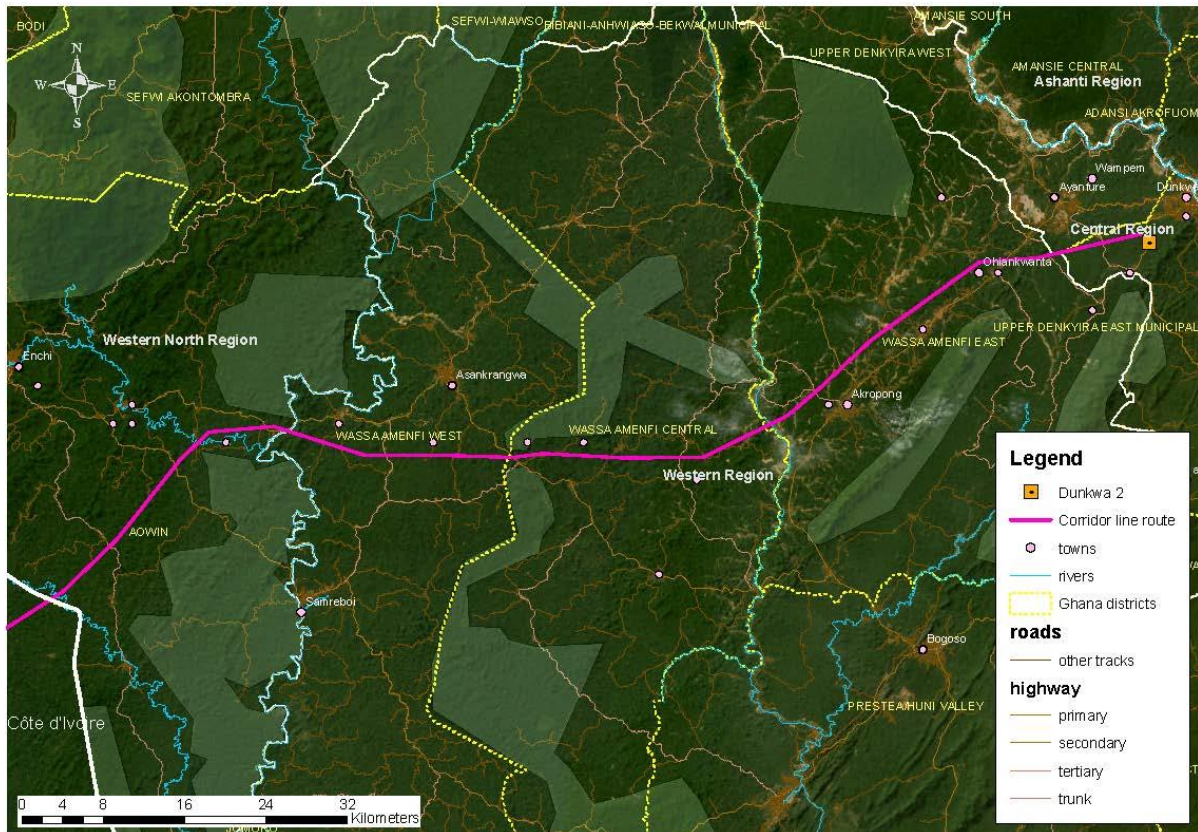 SEFWI-WIAWSO
BIBIANI-ANHWIASO-BEKWAI MUNICIPAL
AMANSIE SOUTH
BODI
N
W E
S
UPPER DENKYIRA WEST
AMANSIE CENTRAL
Ashanti Region
SEFWI AKONTOMBRA
ADANSI AKROFUOM
Wampem
Ayanfure
Dunkwa
Central Region
Ohiankwanta
UPPER DENKYIRA EAST MUNICIPAL
WASSA AMENFI EAST
Western North Region
Enchi
Asankrangwa
Akropong
WASSA AMENFI WEST
WASSA AMENFI CENTRAL
Western Region
AOWIN
Samreboi
Bogoso
PRESTEA/HUNI VALLEY
Côte d'Ivoire
JOMORO
0 4 8 16 24 32
Kilometers
Legend
Dunkwa 2
Corridor line route
towns
rivers
Ghana districts
roads
other tracks
highway
primary
secondary
tertiary
trunk